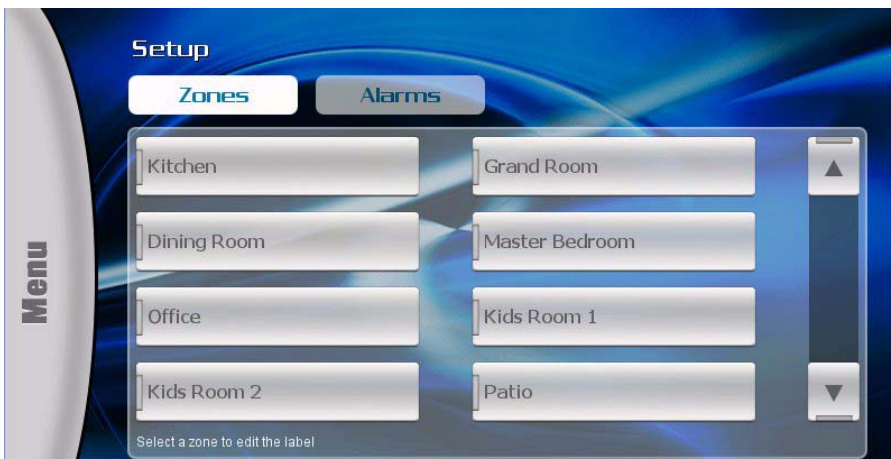 Setup
Zones Alarms
Kitchen Grand Room
Dining Room Master Bedroom
Menu
Office Kids Room 1
Kids Room 2 Patio
Select a zone to edit the label